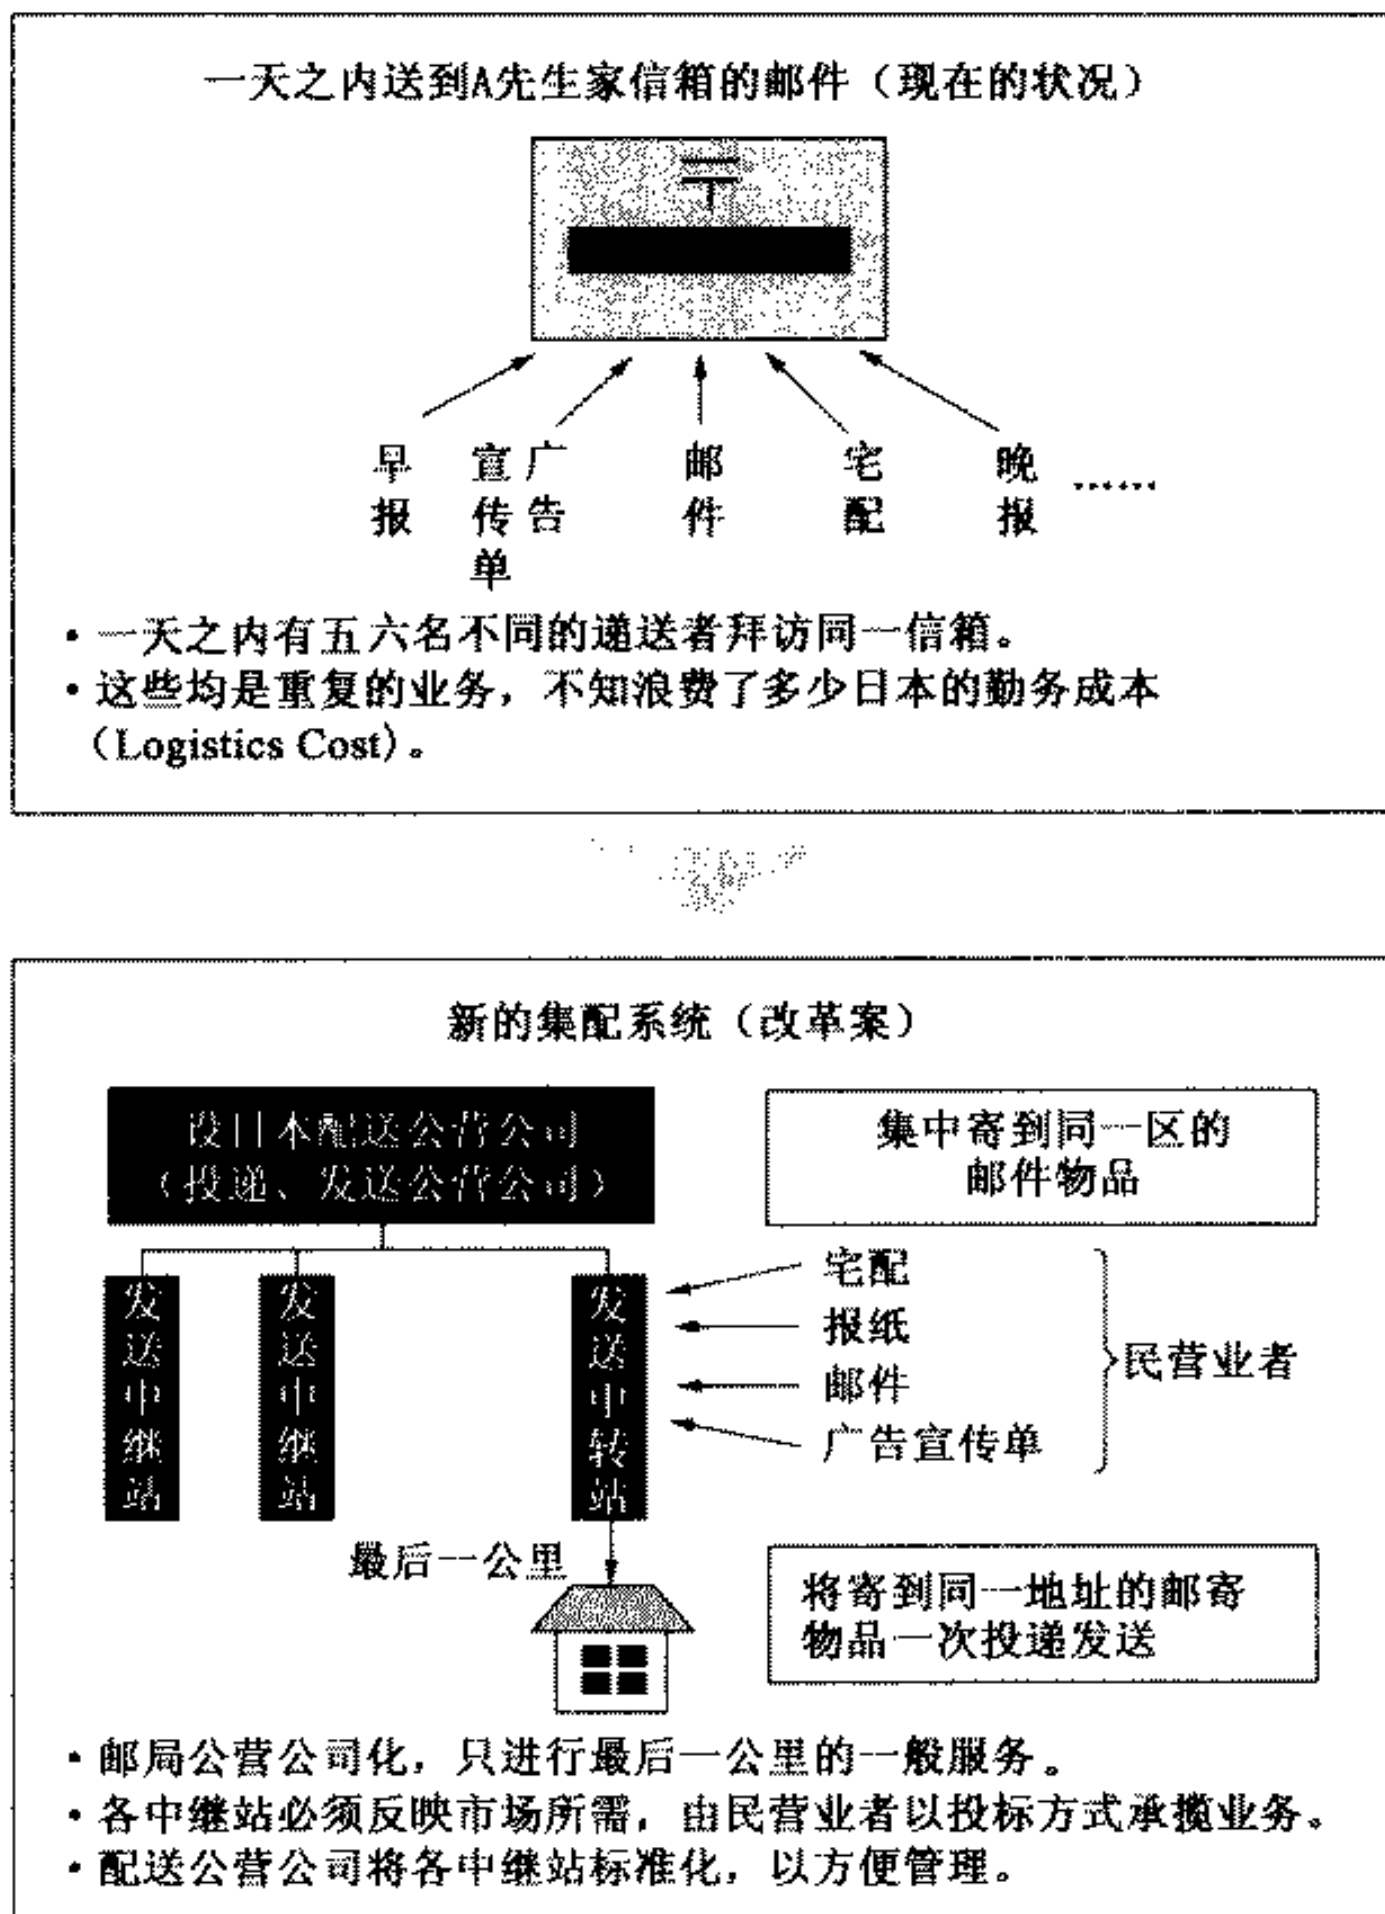 一天之内送到A先生家信箱的邮件（现在的状况）
〒
早报
宣传单
广告
邮件
宅配
晚报
……
・一天之内有五六名不同的递送者拜访同一信箱。
・这些均是重复的业务，不知浪费了多少日本的勤务成本
（Logistics Cost）。
新的集配系统（改革案）
设日本配送公营公司
（投递、发送公营公司）
集中寄到同一区的
邮件物品
发送中继站
发送中继站
发送中转站
宅配
报纸
邮件
广告宣传单
民营业者
最后一公里
将寄到同一地址的邮寄
物品一次投递发送
・邮局公营公司化，只进行最后一公里的一般服务。
・各中继站必须反映市场所需，由民营业者以投标方式承揽业务。
・配送公营公司将各中继站标准化，以方便管理。